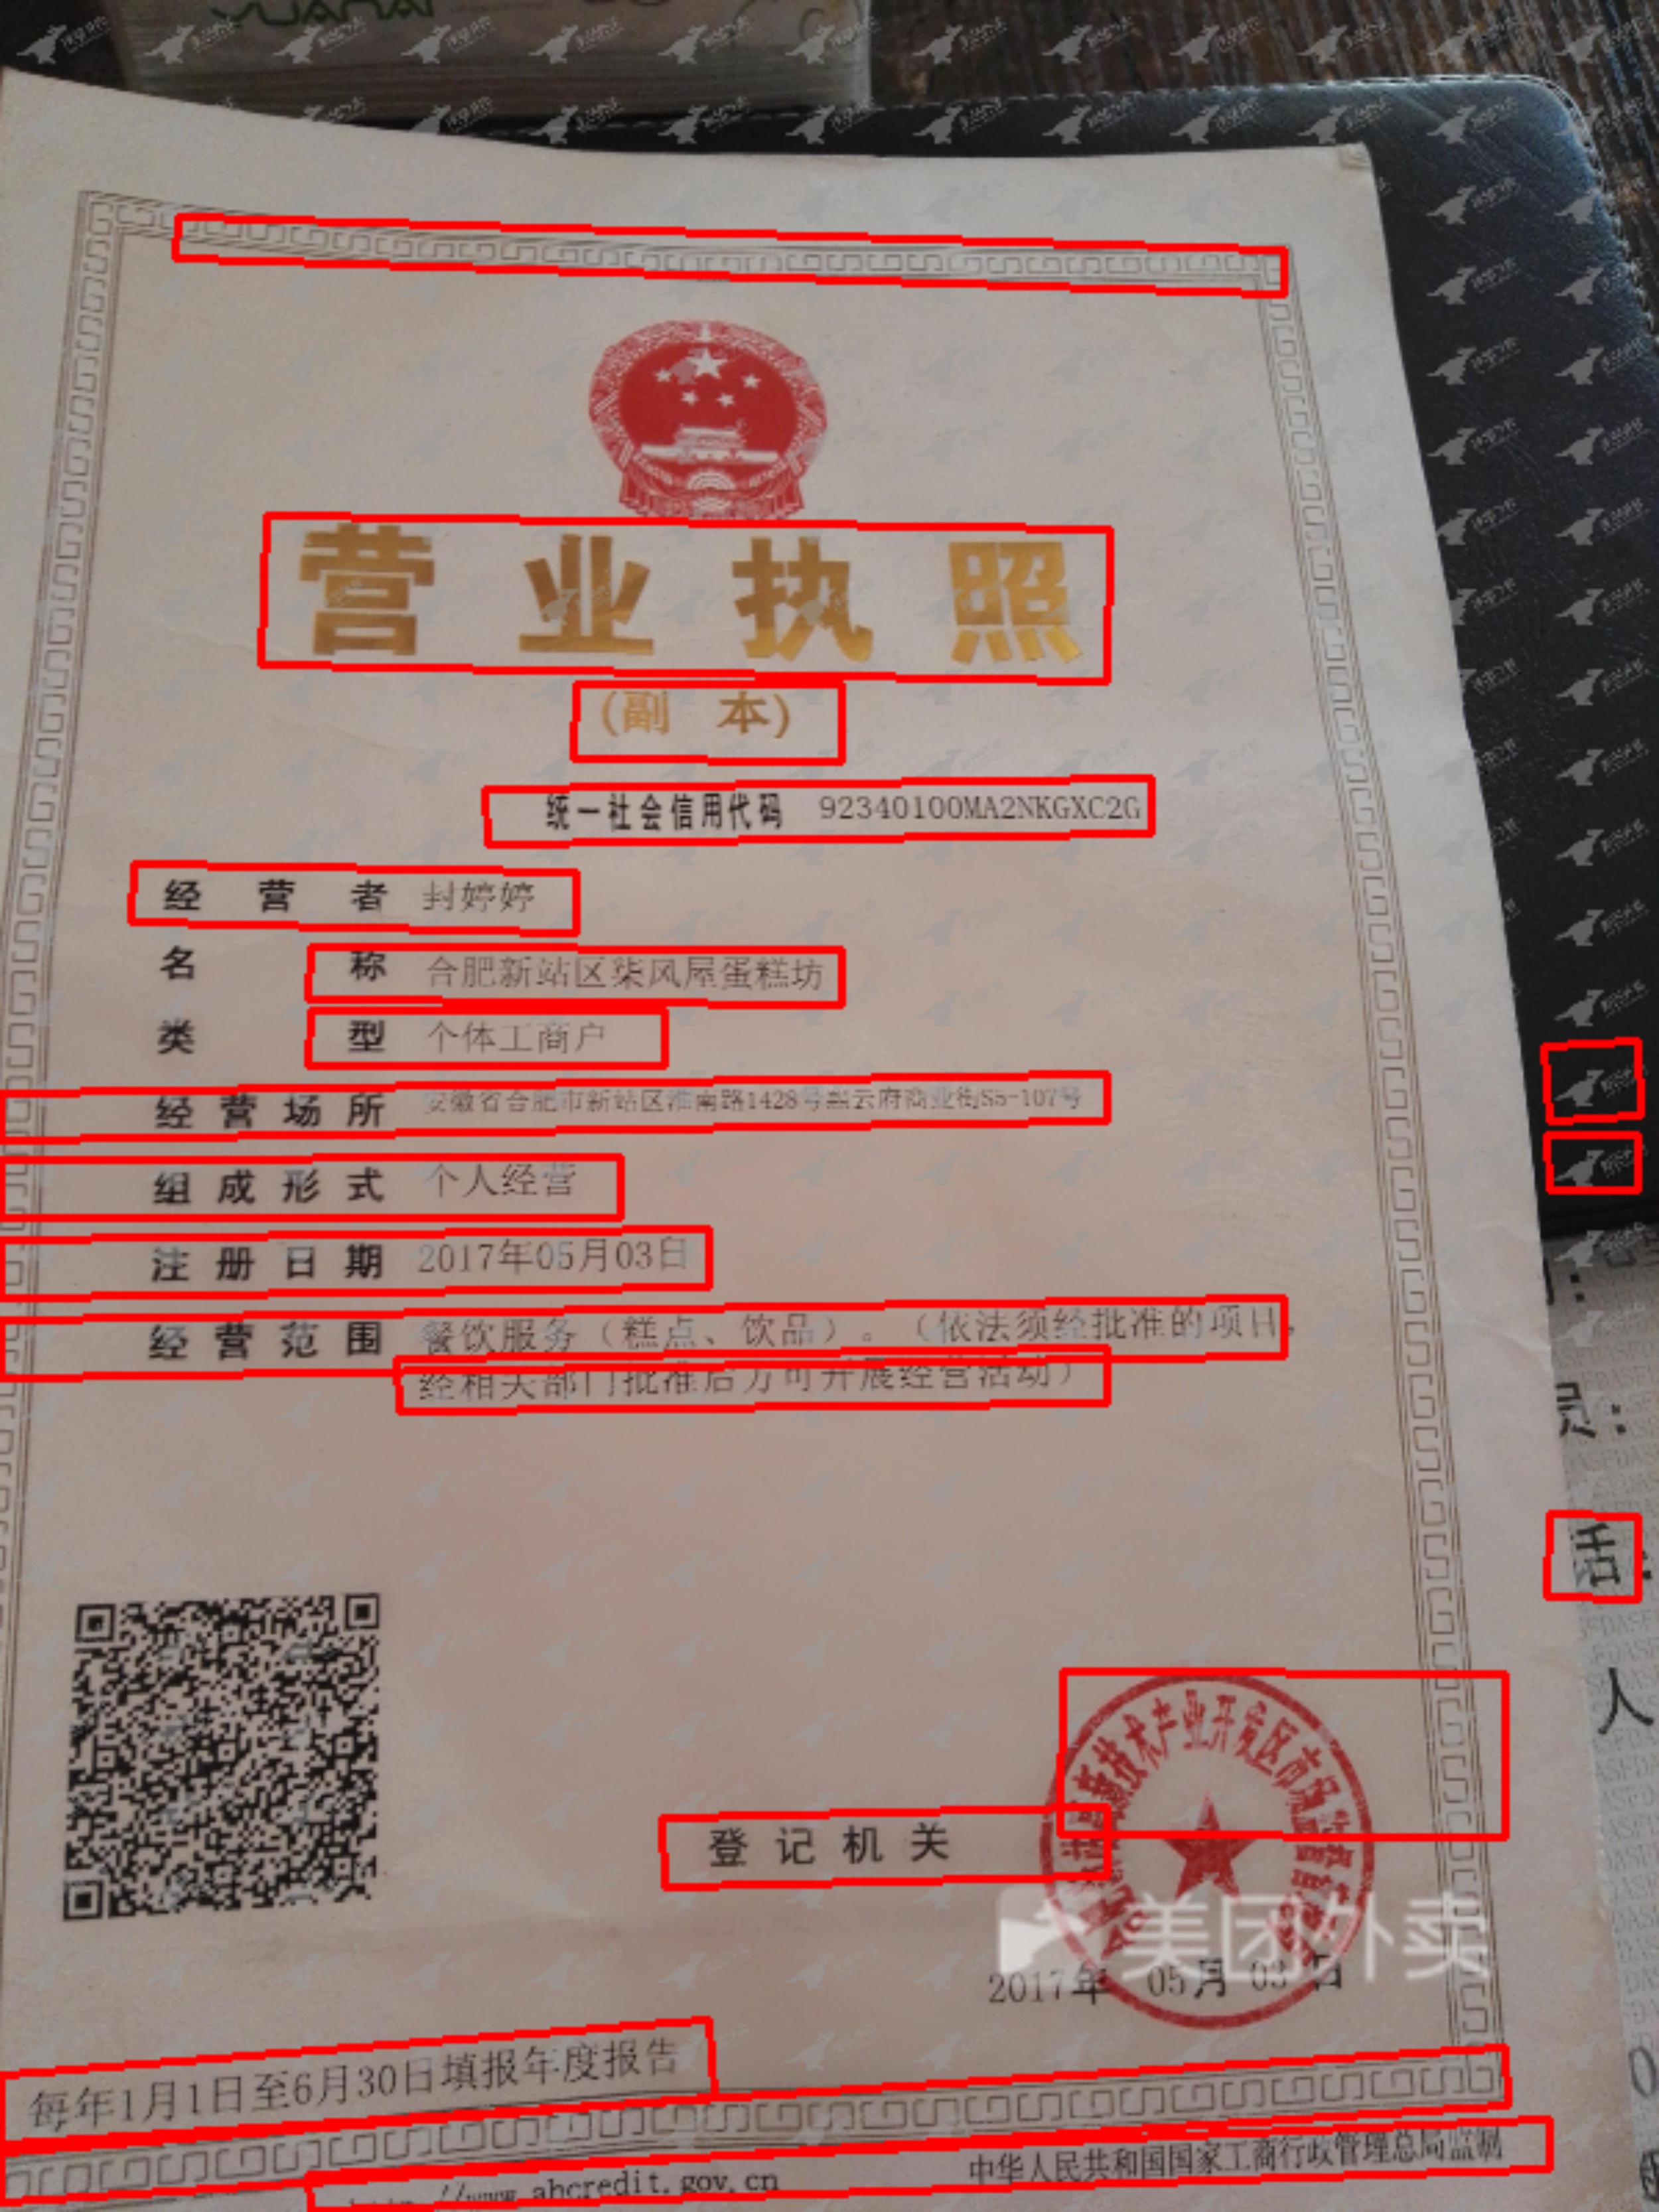 YUANAI
营业执照
(副 本)
统一社会信用代码 92340100MA2NKGXC2G
经营者 封婷婷
名称 合肥新站区柒风屋蛋糕坊
类型 个体工商户
经营场所 安徽省合肥市新站区淮南路1428号熙云府商业街S5-107号
组成形式 个人经营
注册日期 2017年05月03日
经营范围 餐饮服务（糕点、饮品）。（依法须经批准的项目，
经相关部门批准后方可开展经营活动）
员：
话：
人
登记机关
新技术产业开发区市场监督管理
美团外卖
2017年 05月 03日
每年1月1日至6月30日填报年度报告
http://www.ahcredit.gov.cn
中华人民共和国国家工商行政管理总局监制